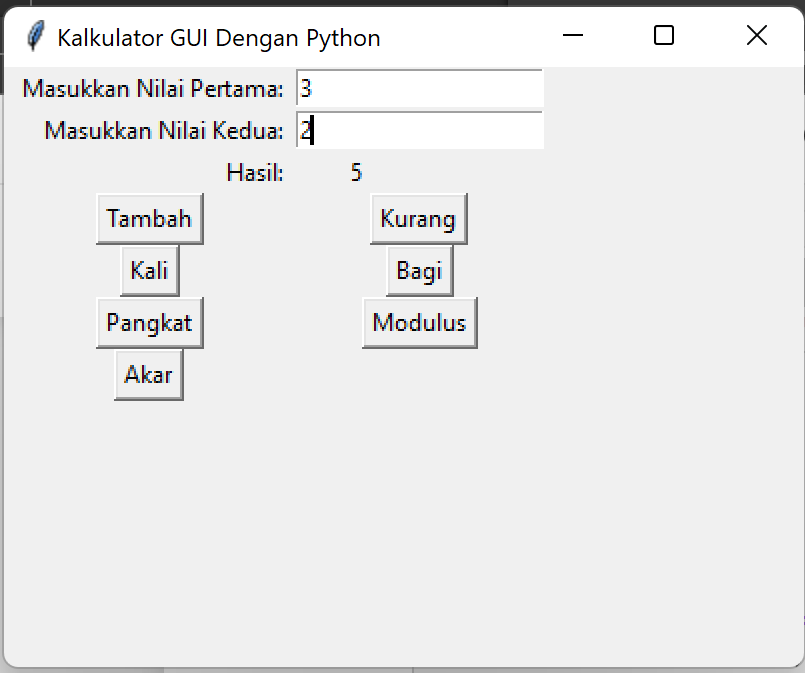 Kalkulator GUI Dengan Python
Masukkan Nilai Pertama: 3
Masukkan Nilai Kedua: 2
Hasil: 5
Tambah Kurang
Kali Bagi
Pangkat Modulus
Akar